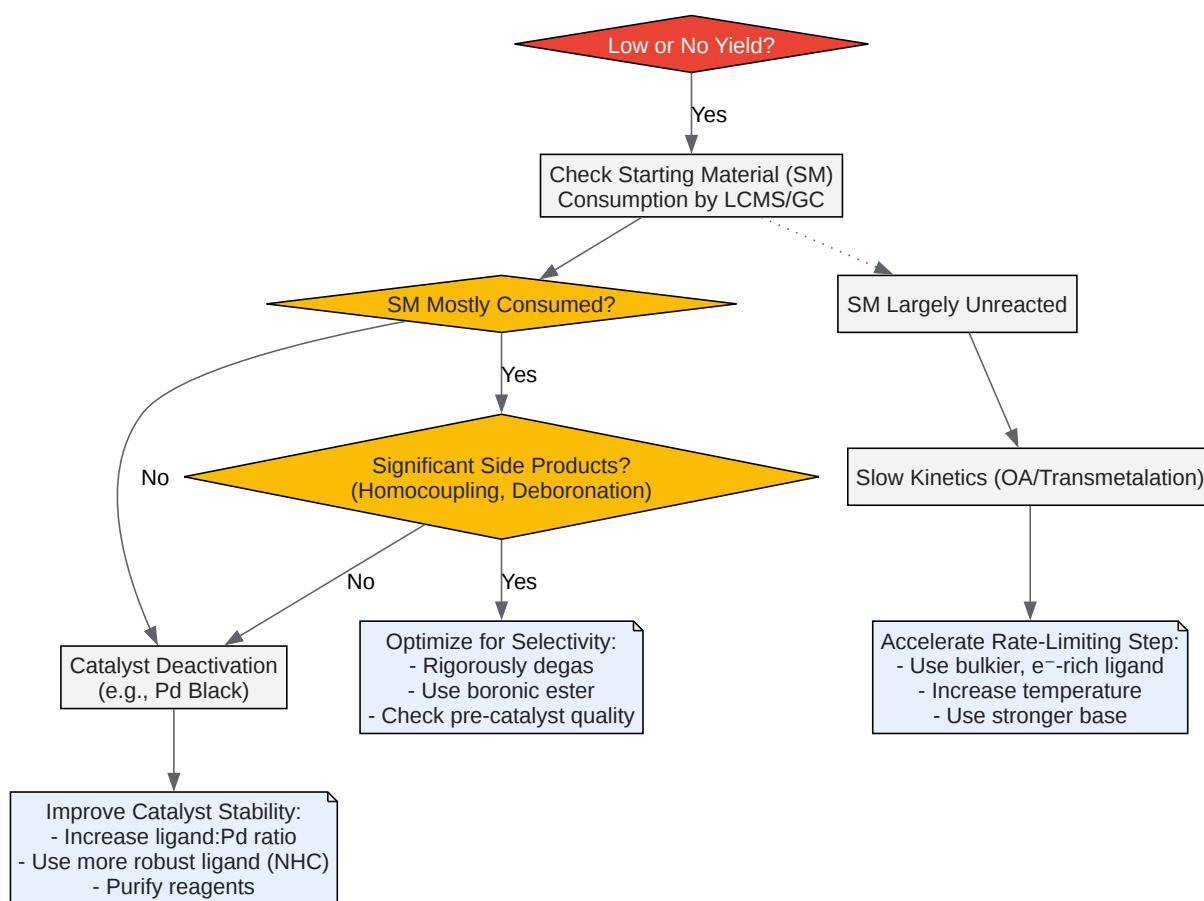 Low or No Yield?
Yes
Check Starting Material (SM)
Consumption by LCMS/GC
SM Mostly Consumed?
SM Largely Unreacted
Yes
No
Significant Side Products?
(Homocoupling, Deboronation)
Slow Kinetics (OA/Transmetalation)
No
Yes
Catalyst Deactivation
(e.g., Pd Black)
Optimize for Selectivity:
- Rigorously degas
- Use boronic ester
- Check pre-catalyst quality
Accelerate Rate-Limiting Step:
- Use bulkier, e⁻-rich ligand
- Increase temperature
- Use stronger base
Improve Catalyst Stability:
- Increase ligand:Pd ratio
- Use more robust ligand (NHC)
- Purify reagents